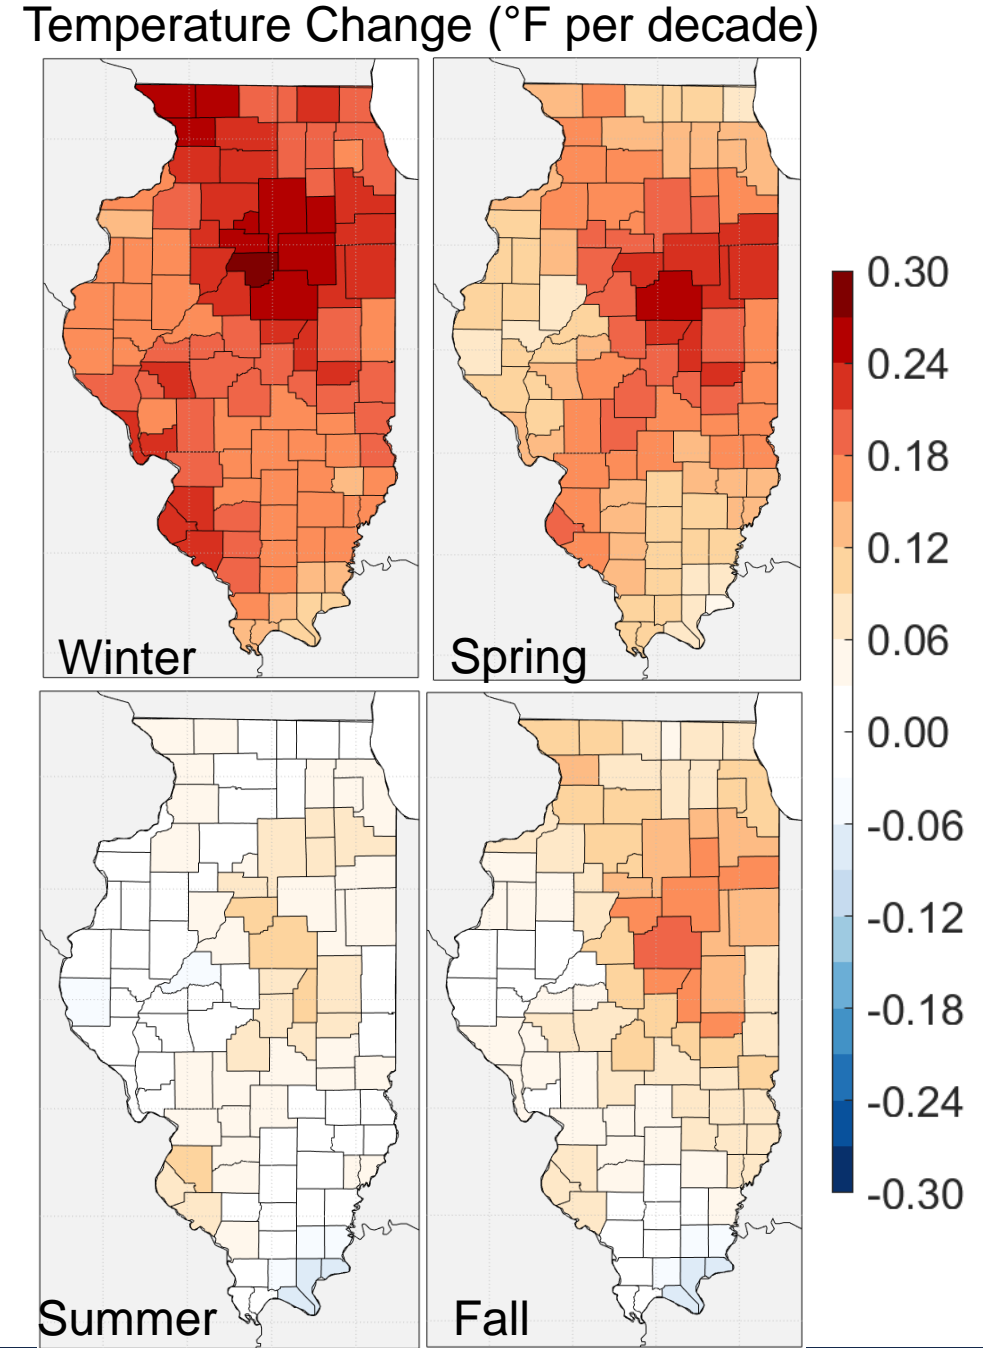 Temperature Change (°F per decade)
Winter
Spring
Summer
Fall
0.30
0.24
0.18
0.12
0.06
0.00
-0.06
-0.12
-0.18
-0.24
-0.30